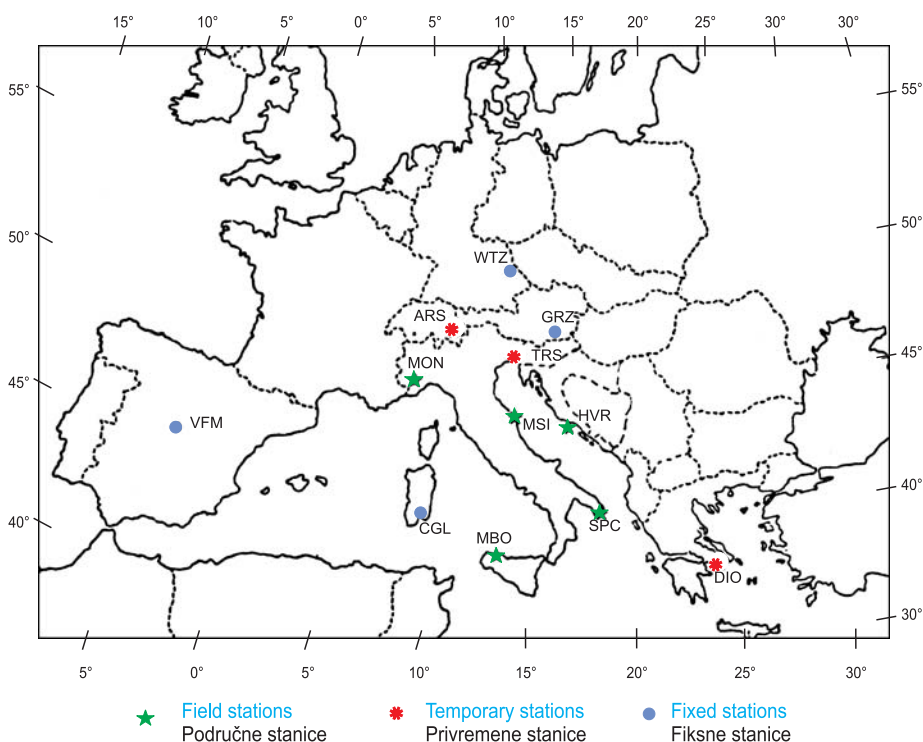 15° 10° 5° 0° 5° 10° 15° 20° 25° 30° 30°
55° 55°
50° 50°
WTZ
ARS GRZ
TRS 45°
MON
45°
HVR
VFM MSI
40°
40° CGL SPC
MBO
DIO
30°
5° 0° 5° 10° 15° 20° 25° 30°
Field stations Temporary stations Fixed stations
Područne stanice Privremene stanice Fiksne stanice